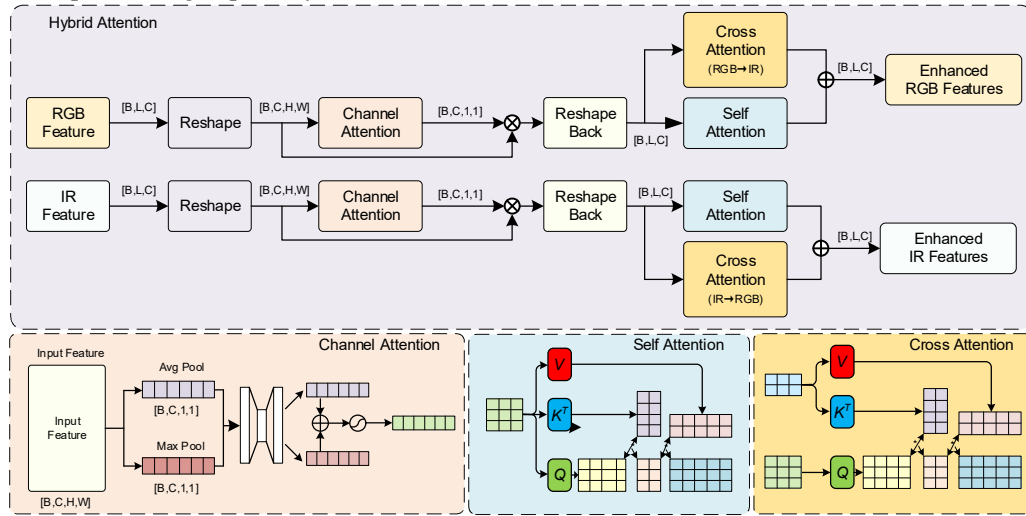 Hybrid Attention
Cross
Attention
(RGB→IR)
[B,L,C]
Enhanced
RGB Features
RGB
Feature
[B,L,C]
Reshape
[B,C,H,W]
Channel
Attention
[B,C,1,1]
Reshape
Back
[B,L,C]
Self
Attention
IR
Feature
[B,L,C]
Reshape
[B,C,H,W]
Channel
Attention
[B,C,1,1]
Reshape
Back
[B,L,C]
Self
Attention
[B,L,C]
Enhanced
IR Features
Cross
Attention
(IR→RGB)
Channel Attention
Input Feature
Avg Pool
[B,C,1,1]
Input
Feature
Max Pool
[B,C,1,1]
[B,C,H,W]
Self Attention
V
K^T
Q
Cross Attention
V
K^T
Q